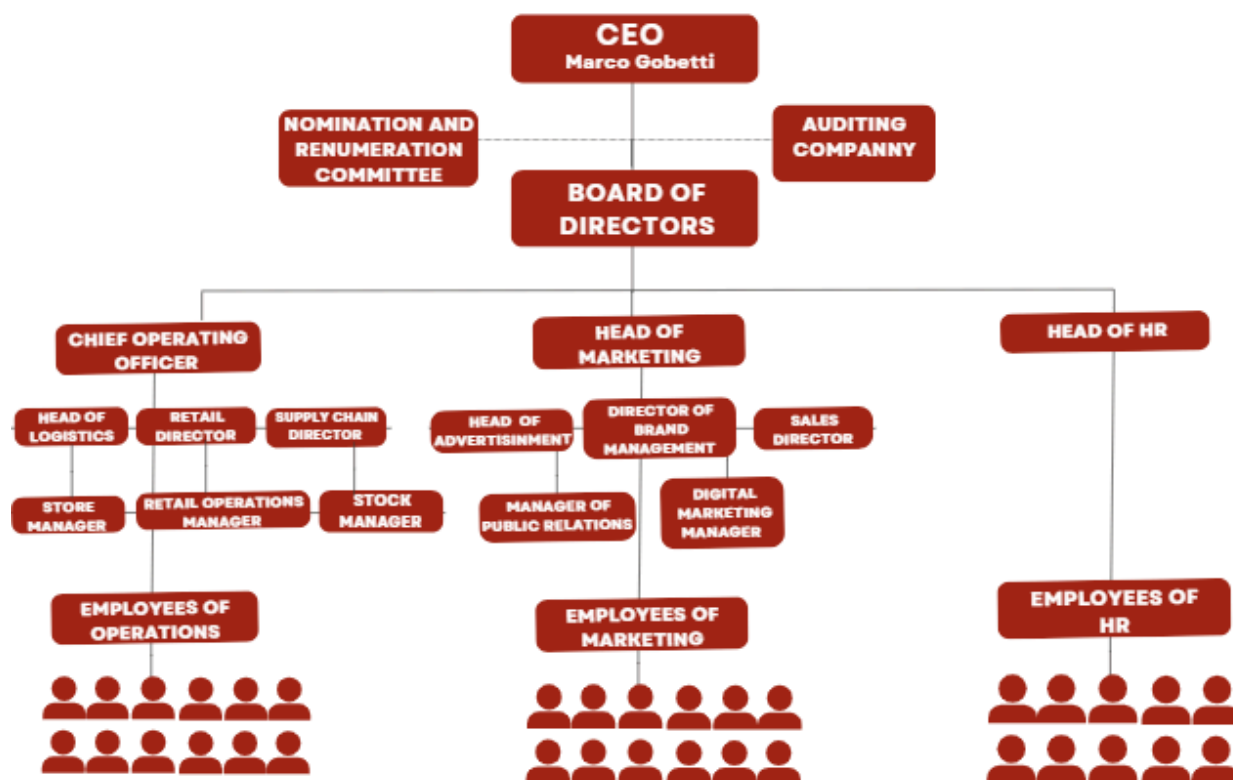 CEO
Marco Gobetti
NOMINATION AND
RENUMERATION
COMMITTEE
AUDITING
COMPANNY
BOARD OF
DIRECTORS
CHIEF OPERATING
OFFICER
HEAD OF
MARKETING
HEAD OF HR
HEAD OF
LOGISTICS
RETAIL
DIRECTOR
SUPPLY CHAIN
DIRECTOR
HEAD OF
ADVERTISINMENT
DIRECTOR OF
BRAND
MANAGEMENT
SALES
DIRECTOR
STORE
MANAGER
RETAIL OPERATIONS
MANAGER
STOCK
MANAGER
MANAGER OF
PUBLIC RELATIONS
DIGITAL
MARKETING
MANAGER
EMPLOYEES OF
OPERATIONS
EMPLOYEES OF
MARKETING
EMPLOYEES OF
HR